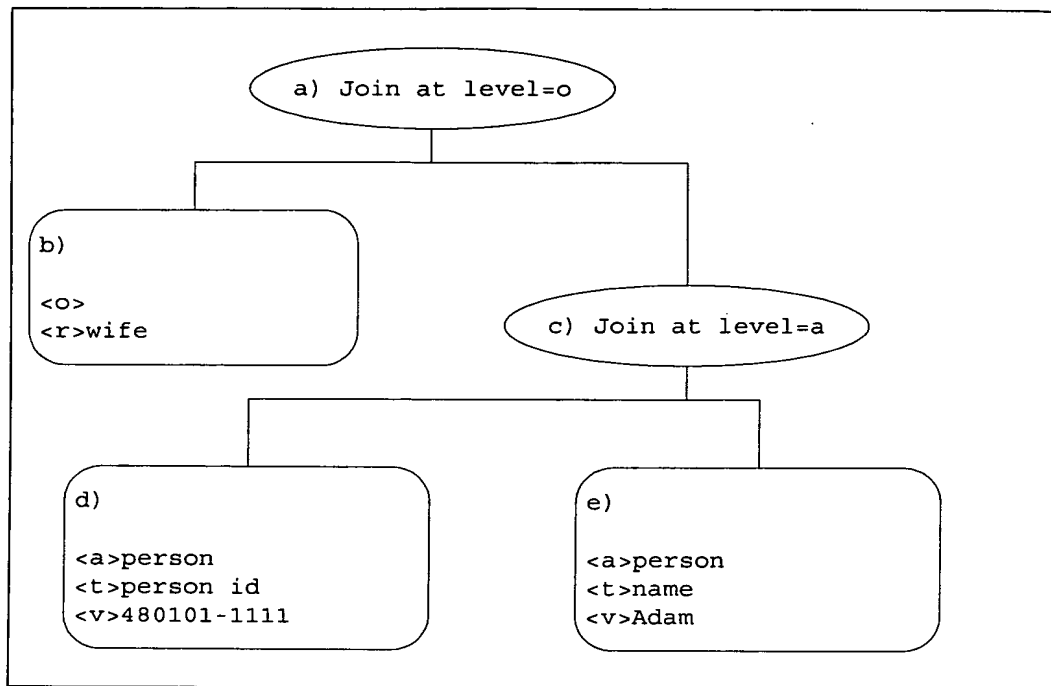 a) Join at level=o
b)
<o>
<r>wife
c) Join at level=a
d)
<a>person
<t>person id
<v>480101-1111
e)
<a>person
<t>name
<v>Adam